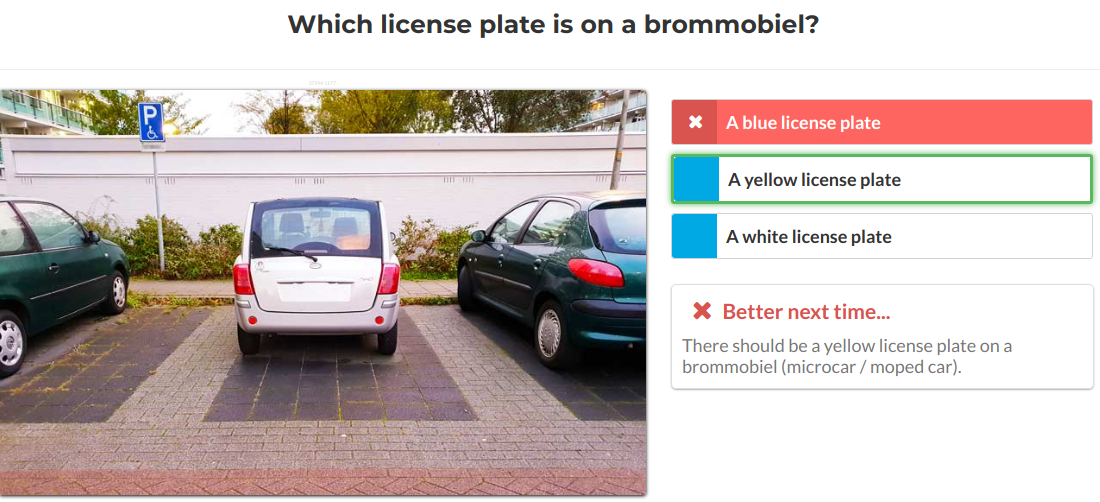 Which license plate is on a brommobiel?
P
A blue license plate
A yellow license plate
A white license plate
Better next time...
There should be a yellow license plate on a
brommobiel (microcar / moped car).